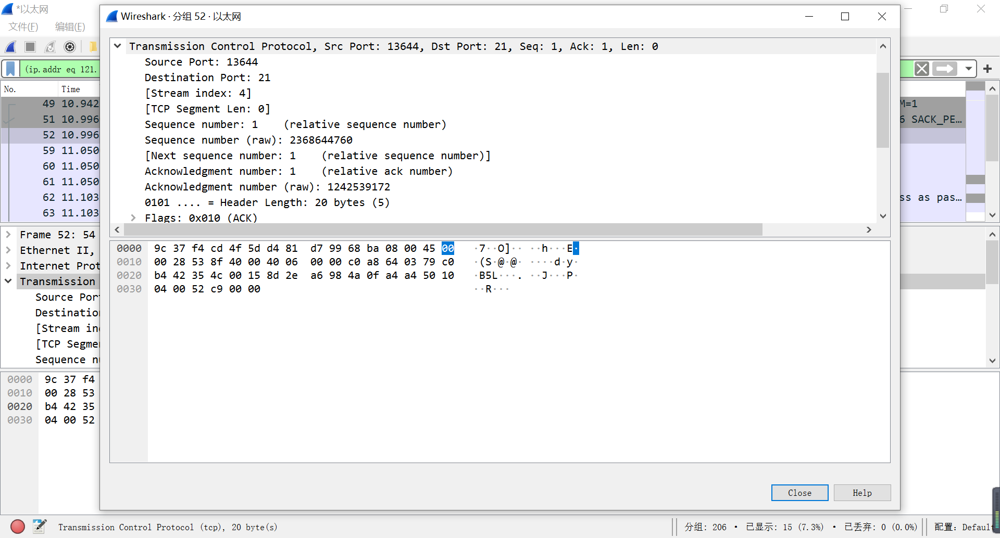 *以太网
文件(F) 编辑(E)
(ip.addr eq 121.
No. Time
49 10.942
51 10.996
52 10.996
59 11.050
60 11.050
61 11.050
62 11.103
63 11.103
M=1
6 SACK_PE…
ss as pas…
Frame 52: 54
Ethernet II,
Internet Prot
Transmission
Source Por
Destination
[Stream in
[TCP Segme
Sequence n
0000 9c 37 f4
0010 00 28 53
0020 b4 42 35
0030 04 00 52
Wireshark · 分组 52 · 以太网
Transmission Control Protocol, Src Port: 13644, Dst Port: 21, Seq: 1, Ack: 1, Len: 0
Source Port: 13644
Destination Port: 21
[Stream index: 4]
[TCP Segment Len: 0]
Sequence number: 1    (relative sequence number)
Sequence number (raw): 2368644760
[Next sequence number: 1    (relative sequence number)]
Acknowledgment number: 1    (relative ack number)
Acknowledgment number (raw): 1242539172
0101 .... = Header Length: 20 bytes (5)
Flags: 0x010 (ACK)
0000 9c 37 f4 cd 4f 5d d4 81 d7 99 68 ba 08 00 45 00 ·7··O]·· ··h···E·
0010 00 28 53 8f 40 00 40 06 00 00 c0 a8 64 03 79 c0 ·(S·@·@· ····d·y·
0020 b4 42 35 4c 00 15 8d 2e a6 98 4a 0f a4 a4 50 10 ·B5L···. ··J···P·
0030 04 00 52 c9 00 00 ··R···
Close Help
Transmission Control Protocol (tcp), 20 byte(s)
分组: 206 · 已显示: 15 (7.3%) · 已丢弃: 0 (0.0%)
配置: Default